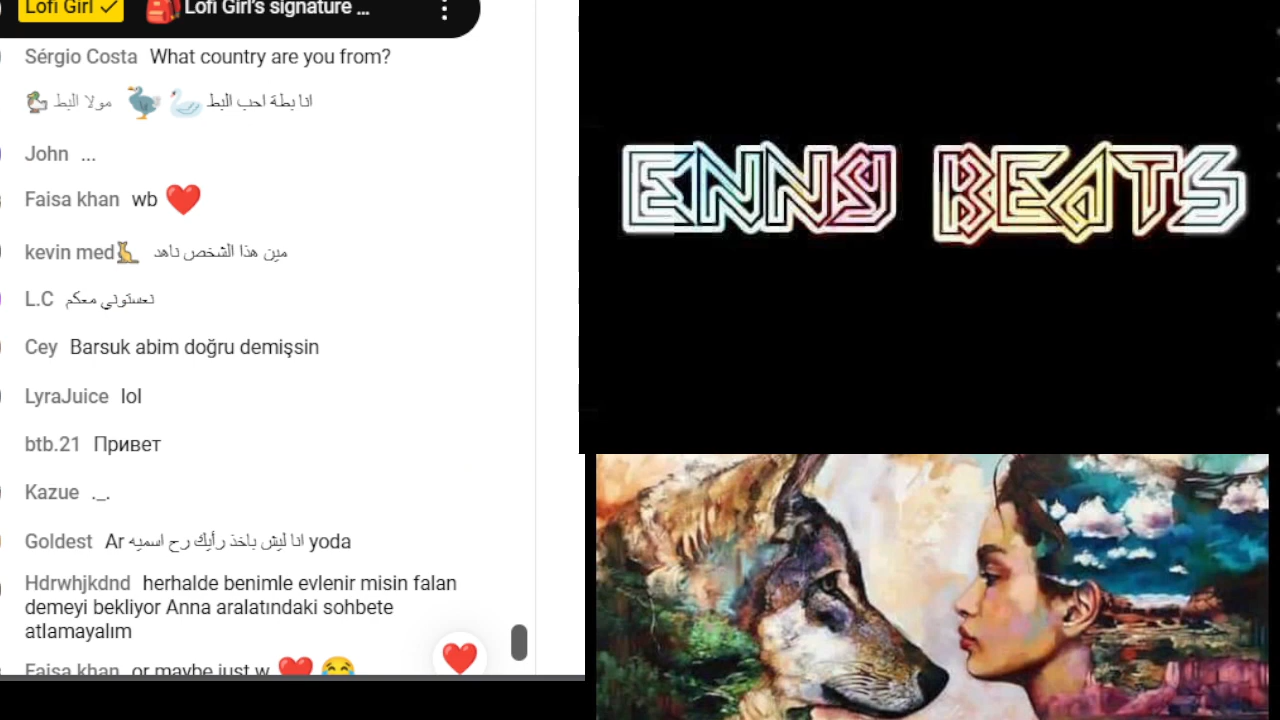 Lofi Girl Lofi Girl's signature ...
Sérgio Costa What country are you from?
مولا البط انا بطة احب البط
John ...
Faisa khan wb ❤️
kevin med مين هذا الشخص ناهد
L.C نعستوني معكم
Cey Barsuk abim doğru demişsin
LyraJuice lol
btb.21 Привет
Kazue ._.
Goldest Ar انا ليش باخذ رأيك رح اسميه yoda
Hdrwhjkdnd herhalde benimle evlenir misin falan
demeyi bekliyor Anna aralatındaki sohbete
atlamayalım
Faisa khan or maybe just w ❤️😂
ENNY BEATS